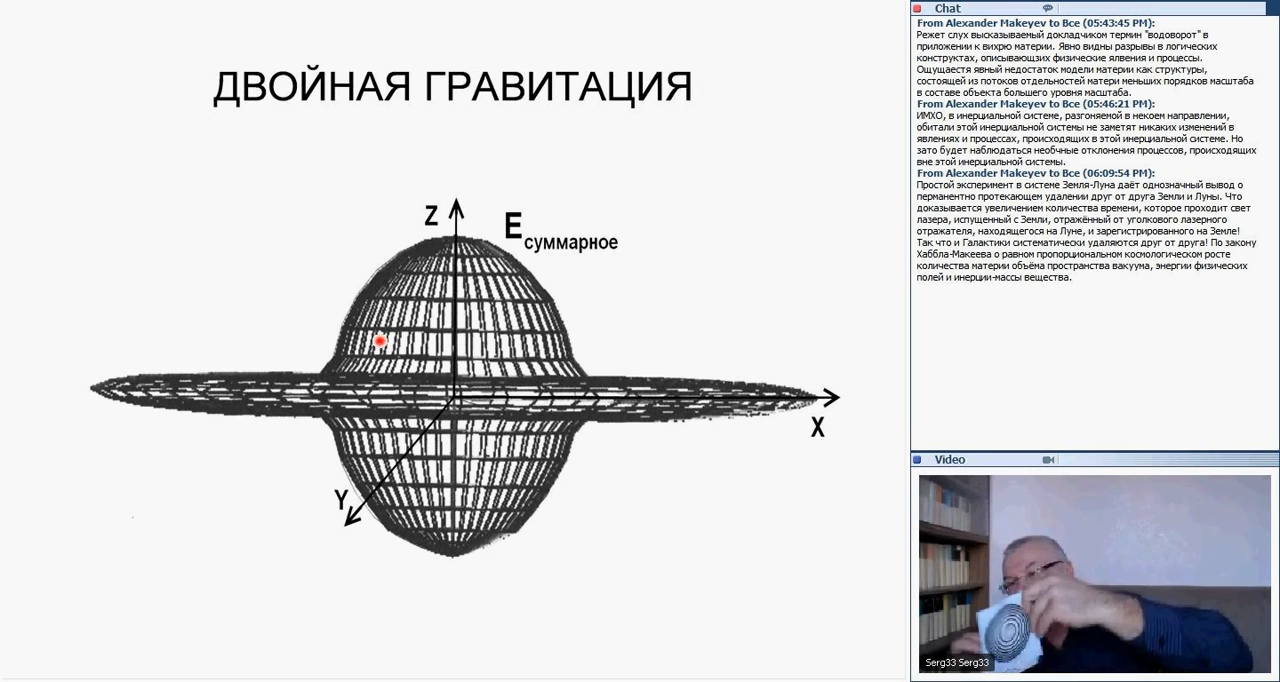 ДВОЙНАЯ ГРАВИТАЦИЯ
Z
E суммарное
X
Y
Chat
From Alexander Makeyev to Все (05:43:45 PM):
Режет слух высказываемый докладчиком термин "водоворот" в
приложении к вихрю материи. Явно видны разрывы в логических
конструктах, описывающзих физические ялвения и процессы.
Ощущаестя явный недостаток модели материи как структуры,
состоящей из потоков отдельностей матери меньших порядков масштаба
в составе объекта большего уровня масштаба.
From Alexander Makeyev to Все (05:46:21 PM):
ИМХО, в инерциальной системе, разгоняемой в некоем направлении,
обитали этой инерциальной системы не заметят никаких изменений в
явлениях и процессах, происходящих в этой инерциальной системе. Но
зато будет наблюдаться необчные отклонения процессов, происходящих
вне этой инерциальной системы.
From Alexander Makeyev to Все (06:09:54 PM):
Простой эксперимент в системе Земля-Луна даёт однозначный вывод о
перманентно протекающем удалении друг от друга Земли и Луны. Что
доказывается увеличением количества времени, которое проходит свет
лазера, испущенный с Земли, отражённый от уголкового лазерного
отражателя, находящегося на Луне, и зарегистрированного на Земле!
Так что и Галактики систематически удаляются друг от друга! По закону
Хаббла-Макеева о равном пропорциональном космологическом росте
количества материи объёма пространства вакуума, энергии физических
полей и инерции-массы вещества.
Video
Serg33 Serg33